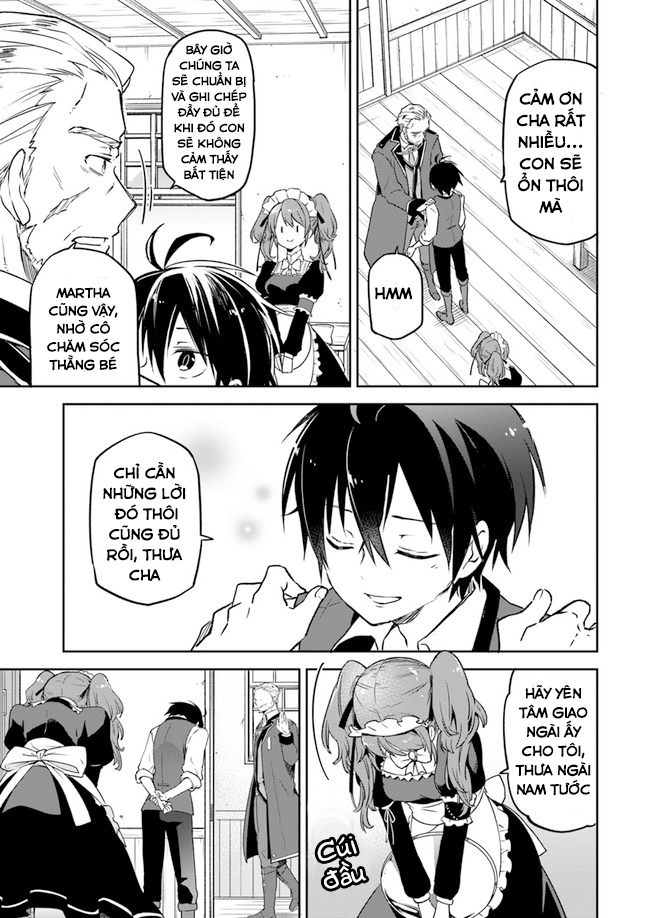 CẢM ƠN
CHA RẤT
NHIỀU...
CON SẼ
ỔN THÔI
MÀ
HMM
BÂY GIỜ
CHÚNG TA
SẼ CHUẨN BỊ
VÀ GHI CHÉP
ĐẦY ĐỦ ĐỂ
KHI ĐÓ CON
SẼ KHÔNG
CẢM THẤY
BẤT TIỆN
MARTHA
CŨNG VẬY,
NHỜ CÔ
CHĂM SÓC
THẰNG BÉ
CHỈ CẦN
NHỮNG LỜI
ĐÓ THÔI
CŨNG ĐỦ
RỒI, THƯA
CHA
HÃY YÊN
TÂM GIAO
NGÀI ẤY
CHO TÔI,
THƯA NGÀI
NAM TƯỚC
Cúi
đầu